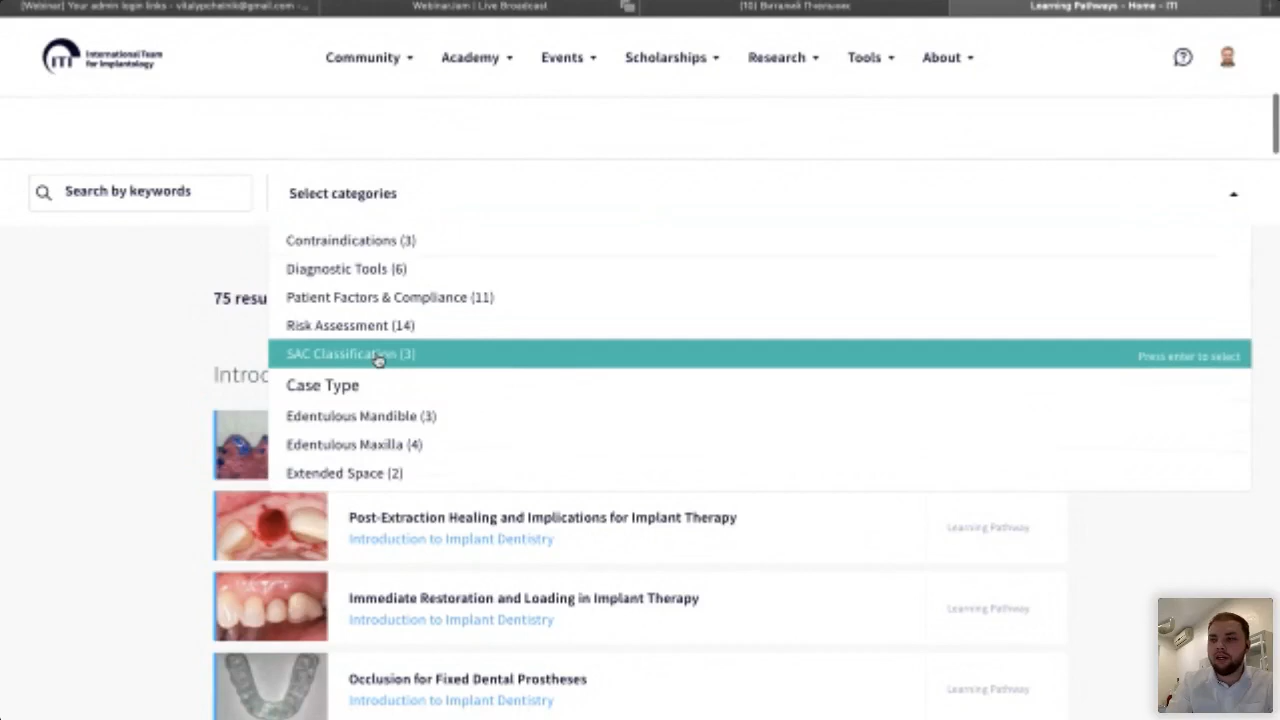 [Webinar] Your admin login links - vitalypchelnik@gmail.com -...
WebinarJam | Live Broadcast
(10) Виталий Пчельник
Learning Pathways - Home - ITI
International Team
for Implantology
Community
Academy
Events
Scholarships
Research
Tools
About
Search by keywords
Select categories
Contraindications (3)
Diagnostic Tools (6)
75 resu
Patient Factors & Compliance (11)
Risk Assessment (14)
SAC Classification (3)
Press enter to select
Introd
Case Type
Edentulous Mandible (3)
Edentulous Maxilla (4)
Extended Space (2)
Post-Extraction Healing and Implications for Implant Therapy
Introduction to Implant Dentistry
Learning Pathway
Immediate Restoration and Loading in Implant Therapy
Introduction to Implant Dentistry
Learning Pathway
Occlusion for Fixed Dental Prostheses
Introduction to Implant Dentistry
Learning Pathway